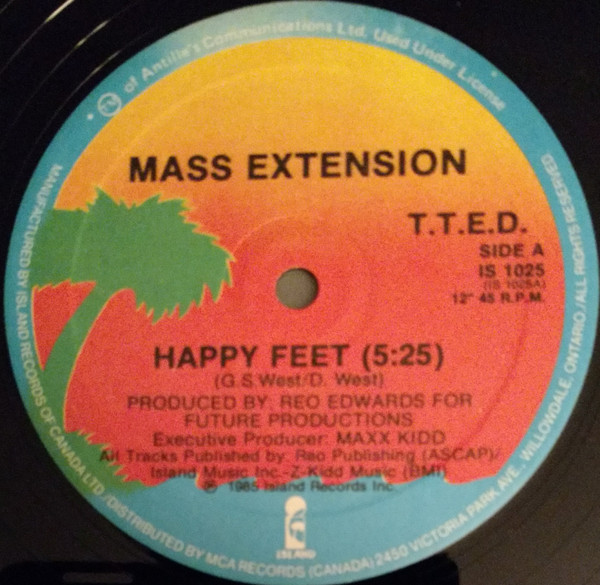 TM of Antilles Communications Ltd. Used Under License
MASS EXTENSION
T.T.E.D.
SIDE A
IS 1025
(IS 1025A)
12" 45 R.P.M.
HAPPY FEET (5:25)
(G.S.West/D. West)
PRODUCED BY: REO EDWARDS FOR
FUTURE PRODUCTIONS
Executive Producer: MAXX KIDD
All Tracks Published by: Reo Publishing (ASCAP)/
Island Music Inc.-Z-Kidd Music (BMI)
℗ 1985 Island Records Inc.
ISLAND
MANUFACTURED BY ISLAND RECORDS OF CANADA LTD./DISTRIBUTED BY MCA RECORDS (CANADA) 2450 VICTORIA PARK AVE., WILLOWDALE, ONTARIO/ALL RIGHTS RESERVED